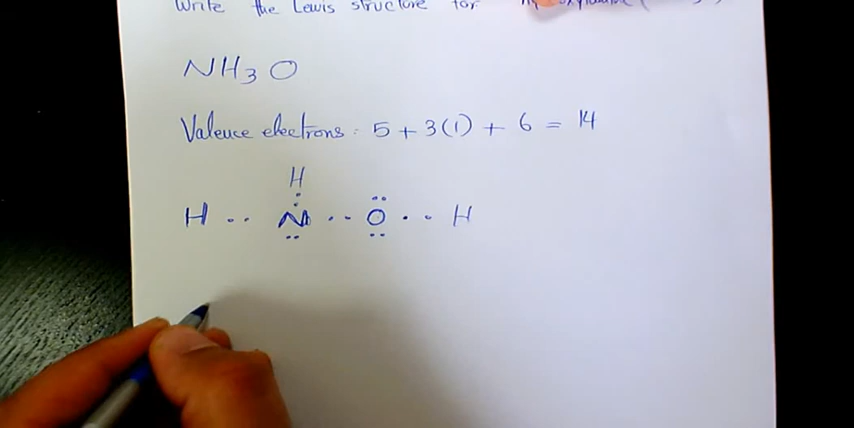 Write the Lewis structure for
NH3O
Valence electrons: 5 + 3(1) + 6 = 14
H
H .. N .. O .. H